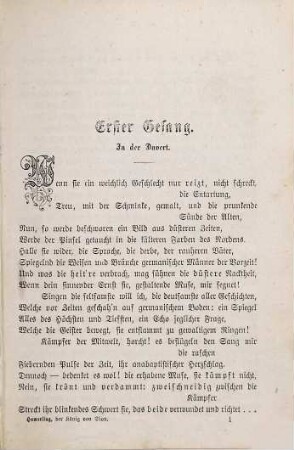 Erster Gesang.
In der Davert.
Wenn sie ein weichlich Geschlecht nur reizt, nicht schreckt,
die Entartung,
Treu, mit der Schminke, gemalt, und die prunkende
Sünde der Alten,
Nun, so werde beschworen ein Bild aus düsteren Zeiten,
Werde der Pinsel getaucht in die kälteren Farben des Nordens.
Halle sie wider, die Sprache, die derbe, der rauheren Väter,
Spiegelnd die Weisen und Bräuche germanischer Männer der Vorzeit!
Und was die heit're verbrach, mag sühnen die düstere Nacktheit,
Wenn dein sinnender Ernst sie, gestaltende Muse, mir segnet!
Singen die seltsamste will ich, die deutscheste aller Geschichten,
Welche vor Zeiten gescheh'n auf germanischem Boden: ein Spiegel
Alles des Höchsten und Tiefsten, ein Echo jeglicher Frage,
Welche die Geister bewegt, sie entflammt zu gewaltigem Ringen!
Kämpfer der Mitwelt, horcht! es beflügeln den Sang mir
die raschen
Fiebernden Pulse der Zeit, ihr anabaptistischer Herzschlag.
Dennoch — bedenkt es wol! die erhabene Muse, sie kämpft nicht,
Nein, sie krönt und verdammt: zweischneidig zwischen die
Kämpfer
Streckt ihr blinkendes Schwert sie, das beide verwundet und richtet . . .
Hamerling, der König von Sion. 1